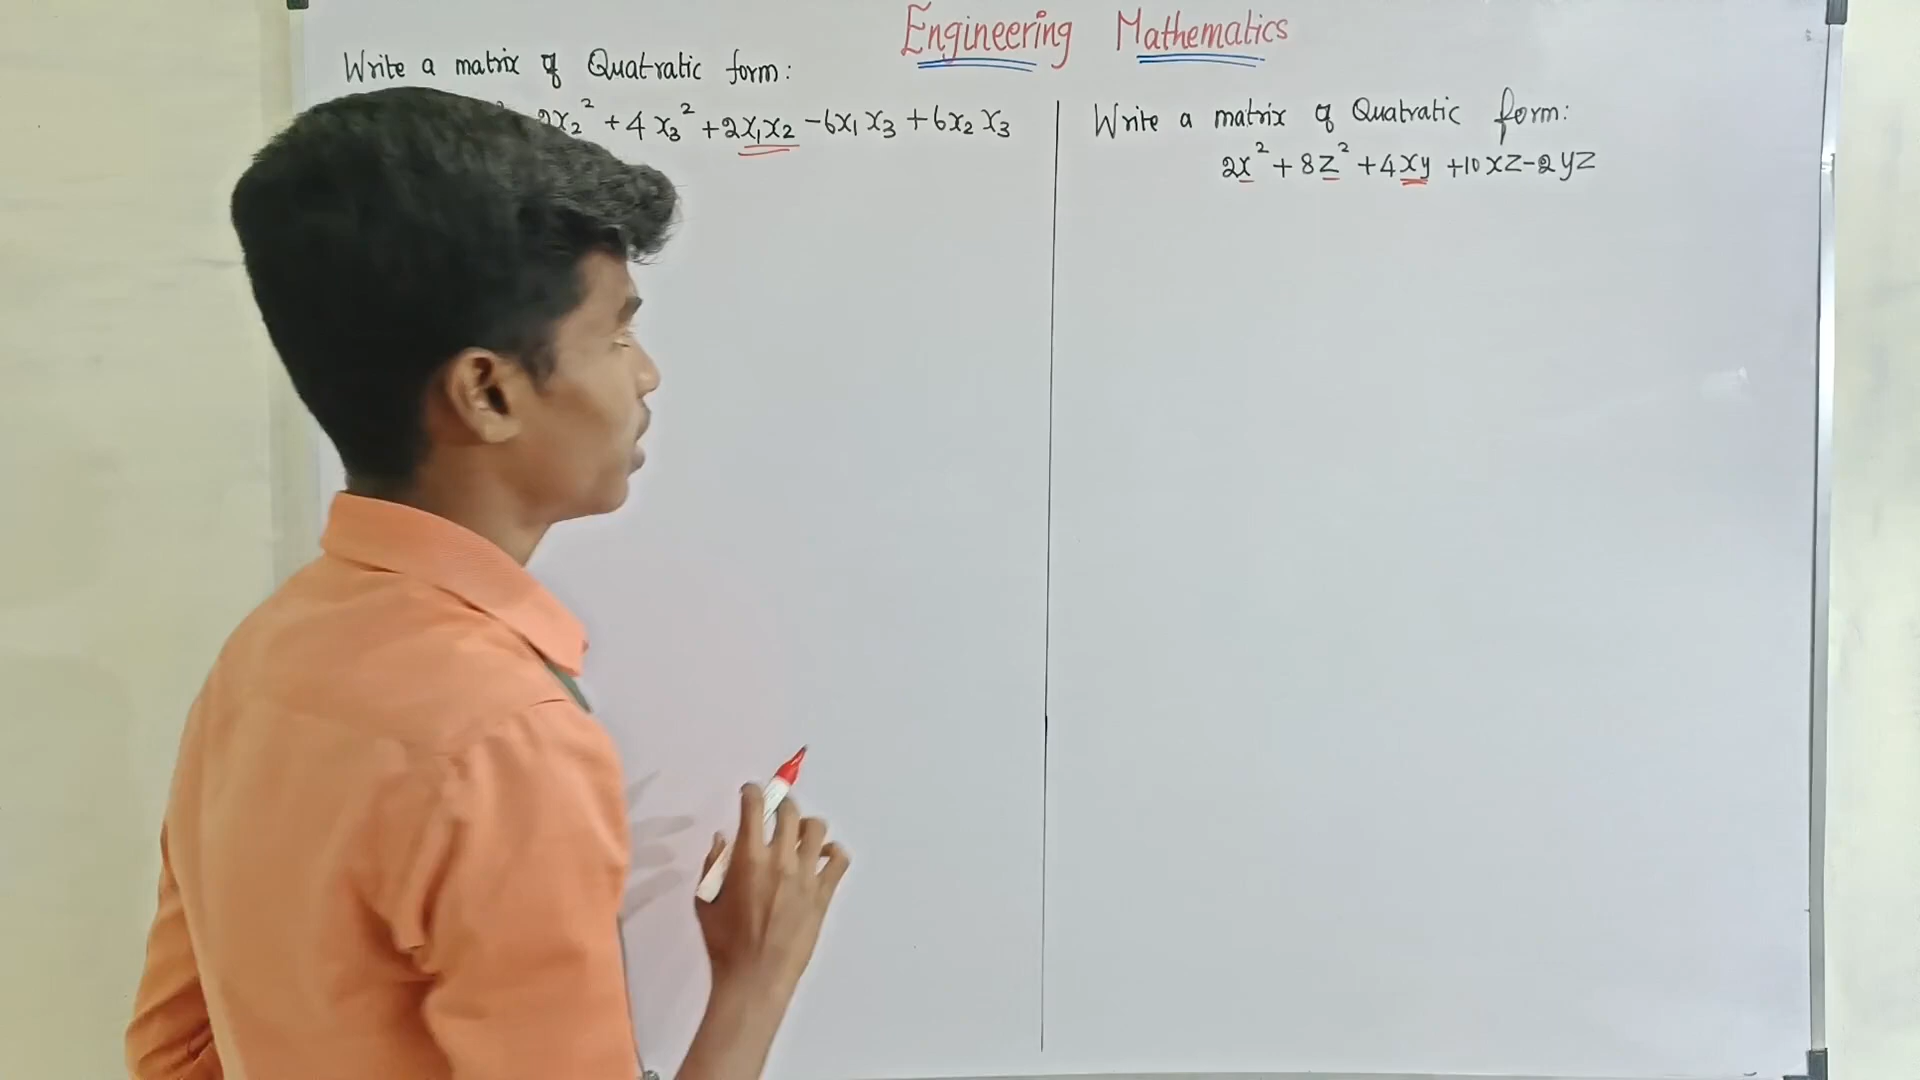 Engineering Mathematics
Write a matrix of Quatratic form:
2x₂² + 4x₃² + 2x₁x₂ - 6x₁x₃ + 6x₂x₃
Write a matrix of Quatratic form:
2x² + 8z² + 4xy + 10xz - 2yz